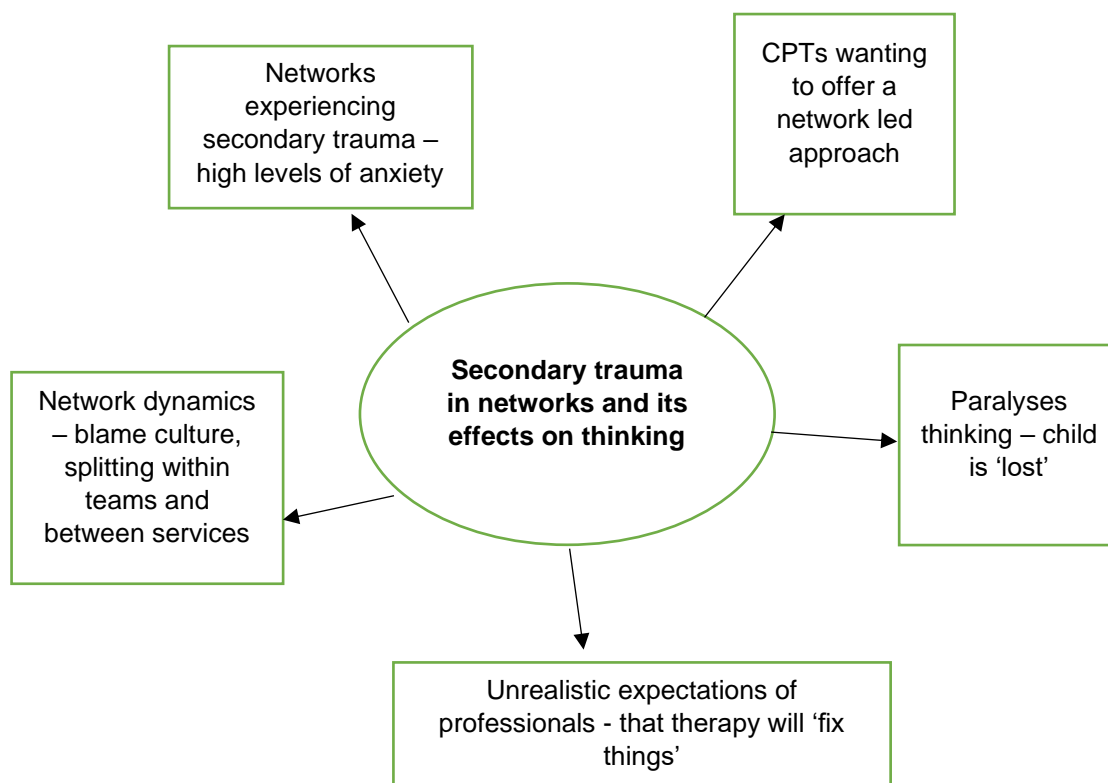 Networks
experiencing
secondary trauma –
high levels of anxiety
CPTs wanting
to offer a
network led
approach
Secondary trauma
in networks and its
effects on thinking
Network dynamics
– blame culture,
splitting within
teams and
between services
Paralyses
thinking – child
is ‘lost’
Unrealistic expectations of
professionals - that therapy will ‘fix
things’